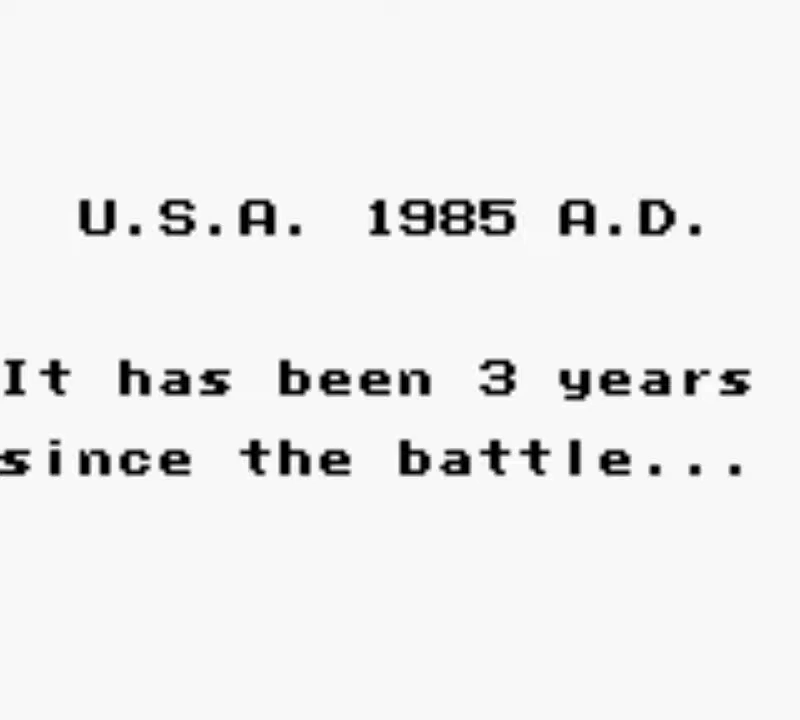 U.S.A. 1985 A.D.
It has been 3 years
since the battle...